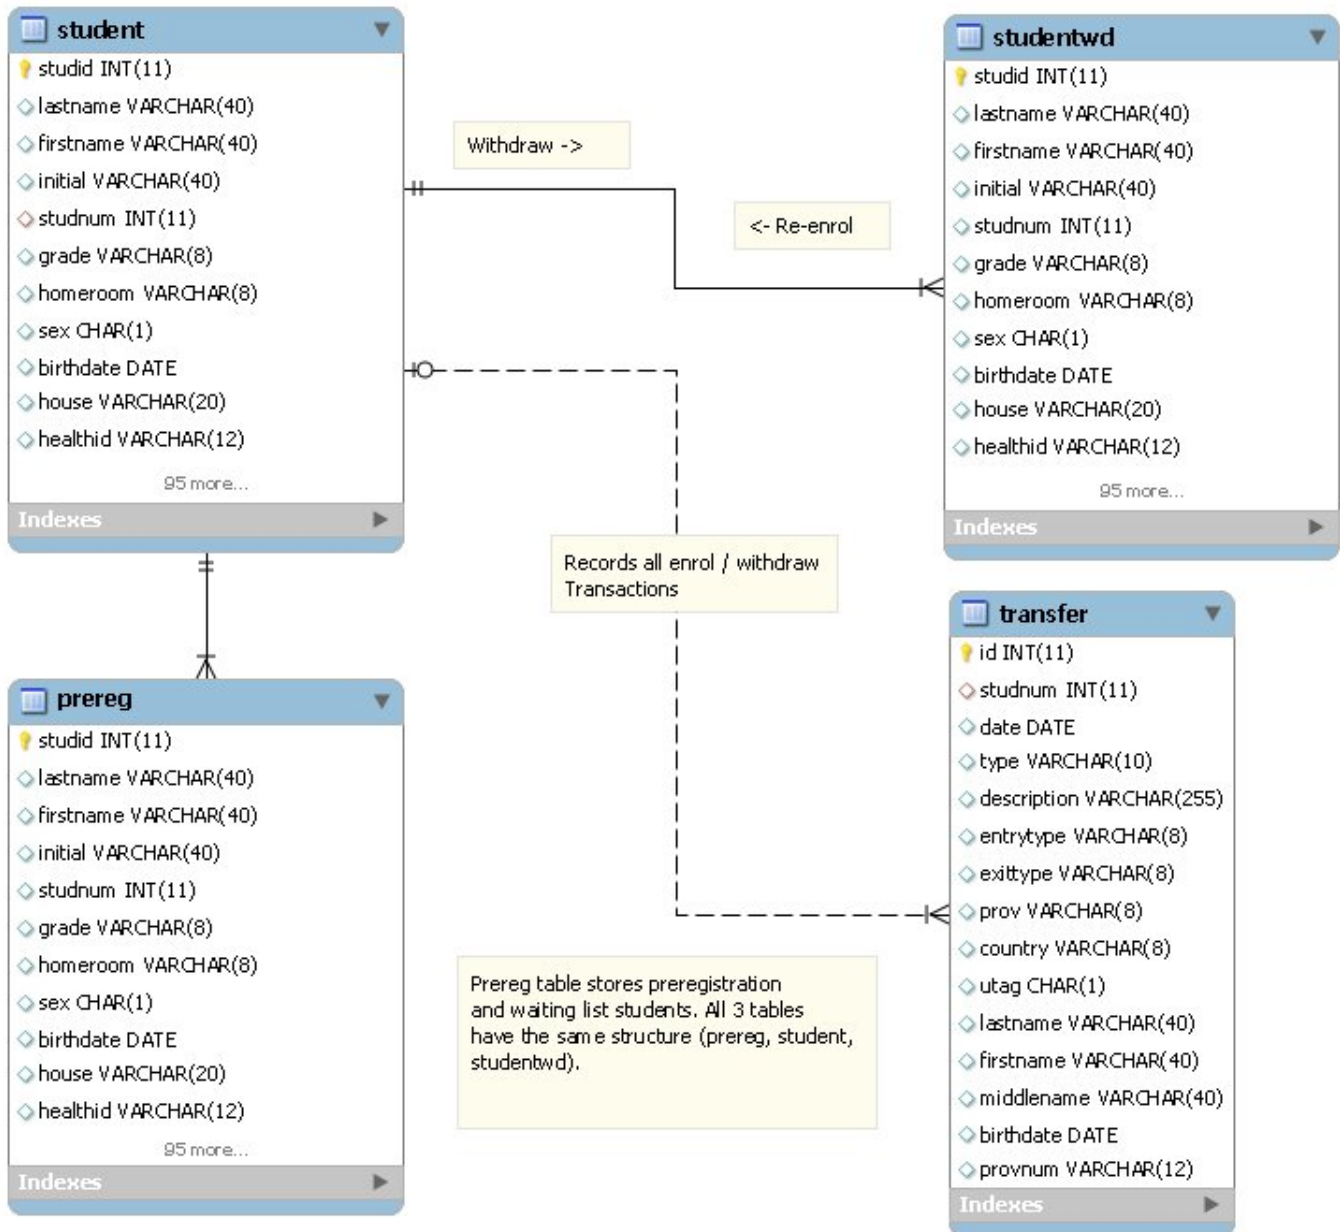 student
studid INT(11)
lastname VARCHAR(40)
firstname VARCHAR(40)
initial VARCHAR(40)
studnum INT(11)
grade VARCHAR(8)
homeroom VARCHAR(8)
sex CHAR(1)
birthdate DATE
house VARCHAR(20)
healthid VARCHAR(12)
95 more...
Indexes
Withdraw ->
<- Re-enrol
studentwd
studid INT(11)
lastname VARCHAR(40)
firstname VARCHAR(40)
initial VARCHAR(40)
studnum INT(11)
grade VARCHAR(8)
homeroom VARCHAR(8)
sex CHAR(1)
birthdate DATE
house VARCHAR(20)
healthid VARCHAR(12)
95 more...
Indexes
Records all enrol / withdraw
Transactions
prereg
studid INT(11)
lastname VARCHAR(40)
firstname VARCHAR(40)
initial VARCHAR(40)
studnum INT(11)
grade VARCHAR(8)
homeroom VARCHAR(8)
sex CHAR(1)
birthdate DATE
house VARCHAR(20)
healthid VARCHAR(12)
95 more...
Indexes
Prereg table stores preregistration
and waiting list students. All 3 tables
have the same structure (prereg, student,
studentwd).
transfer
id INT(11)
studnum INT(11)
date DATE
type VARCHAR(10)
description VARCHAR(255)
entrytype VARCHAR(8)
exittype VARCHAR(8)
prov VARCHAR(8)
country VARCHAR(8)
utag CHAR(1)
lastname VARCHAR(40)
firstname VARCHAR(40)
middlename VARCHAR(40)
birthdate DATE
provnum VARCHAR(12)
Indexes